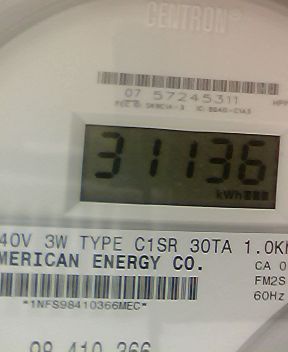 CENTRON®
07 57245311
31136
kWh
40V 3W TYPE C1SR 30TA 1.0K
MERICAN ENERGY CO.
CA 0
FM2S
60Hz
*1NFS98410366MEC*
98 410 366